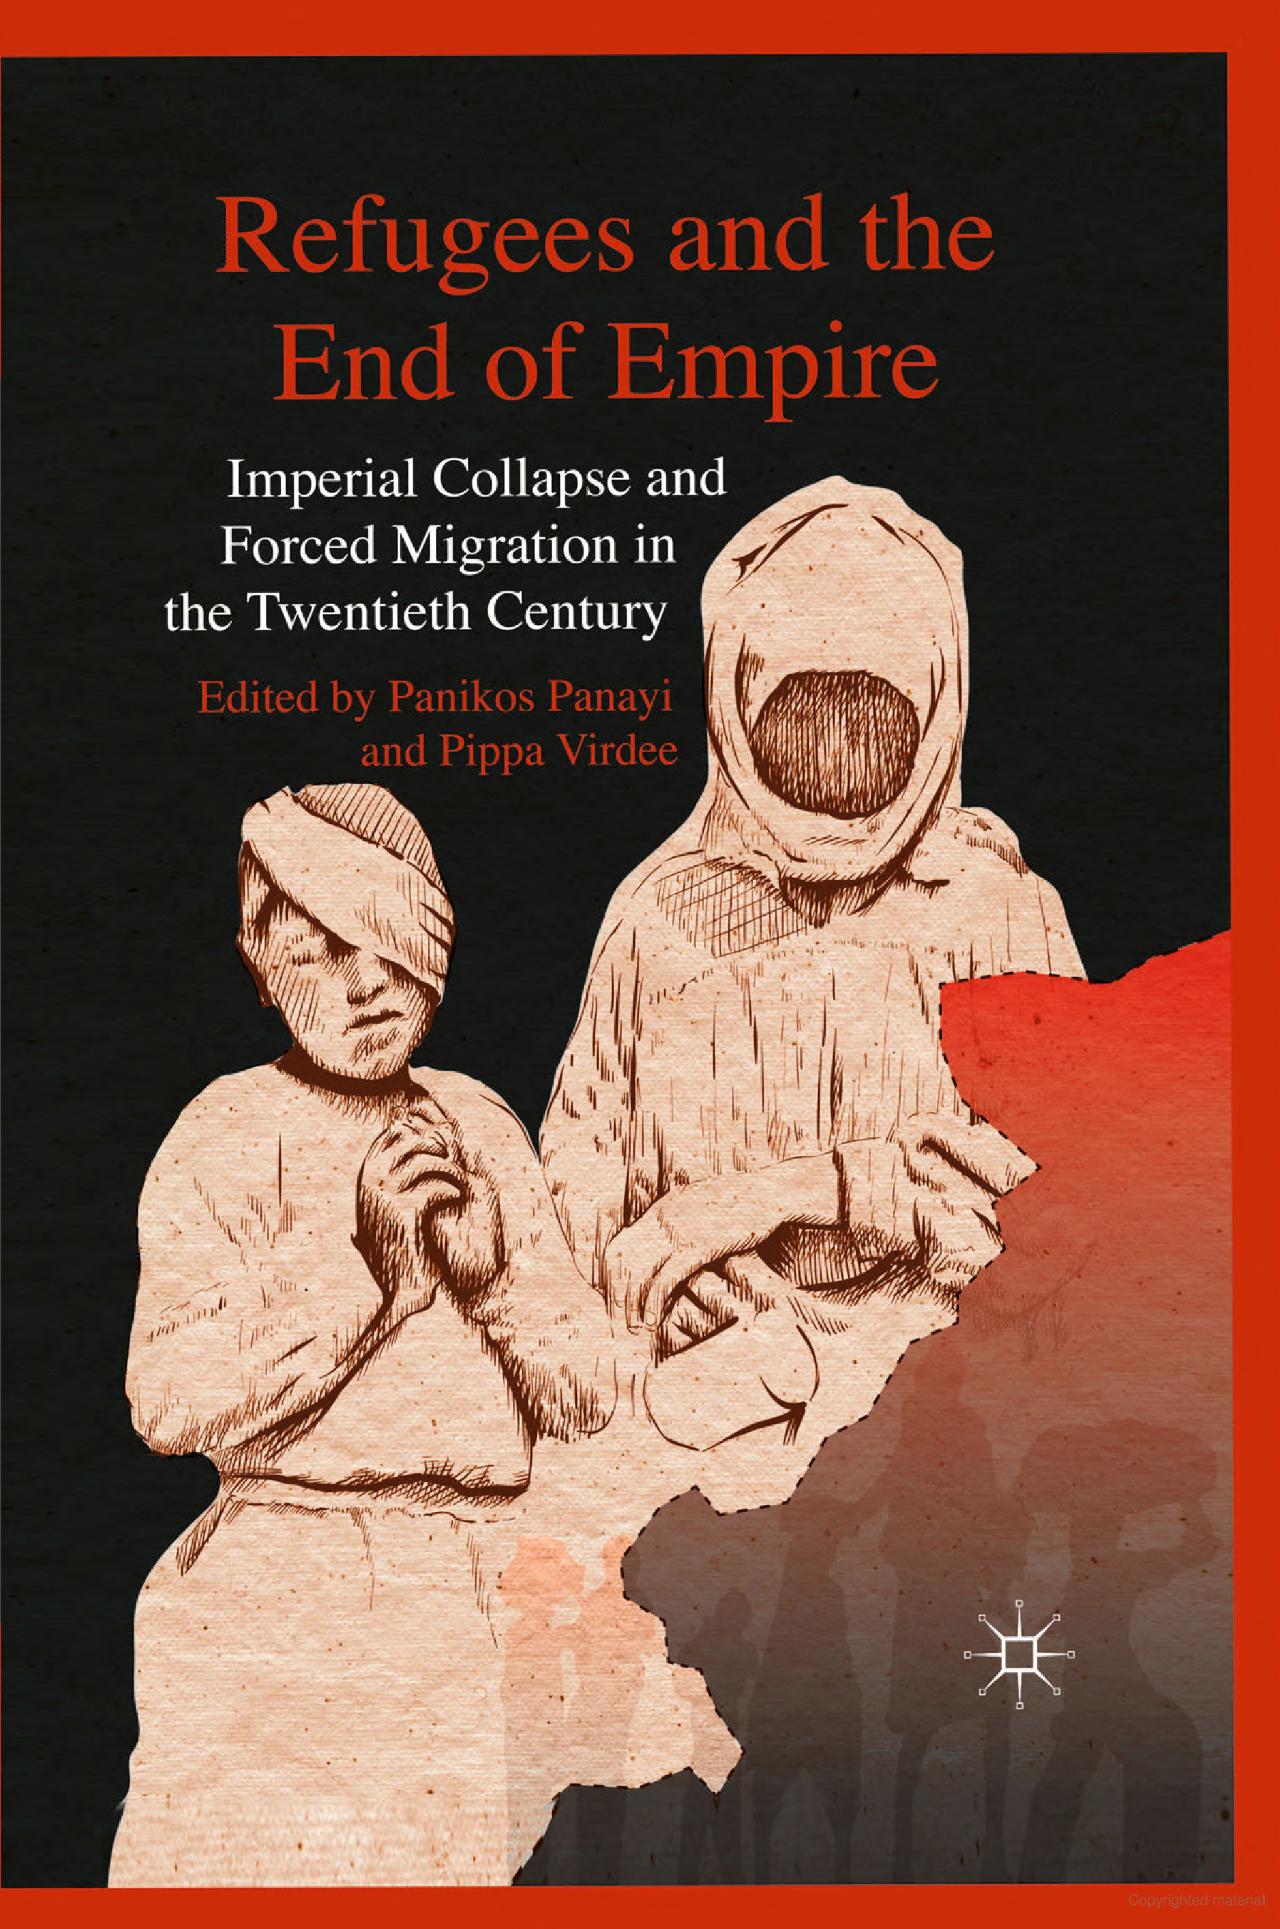 Refugees and the
End of Empire
Imperial Collapse and
Forced Migration in
the Twentieth Century
Edited by Panikos Panayi
and Pippa Virdee
Copyrighted material